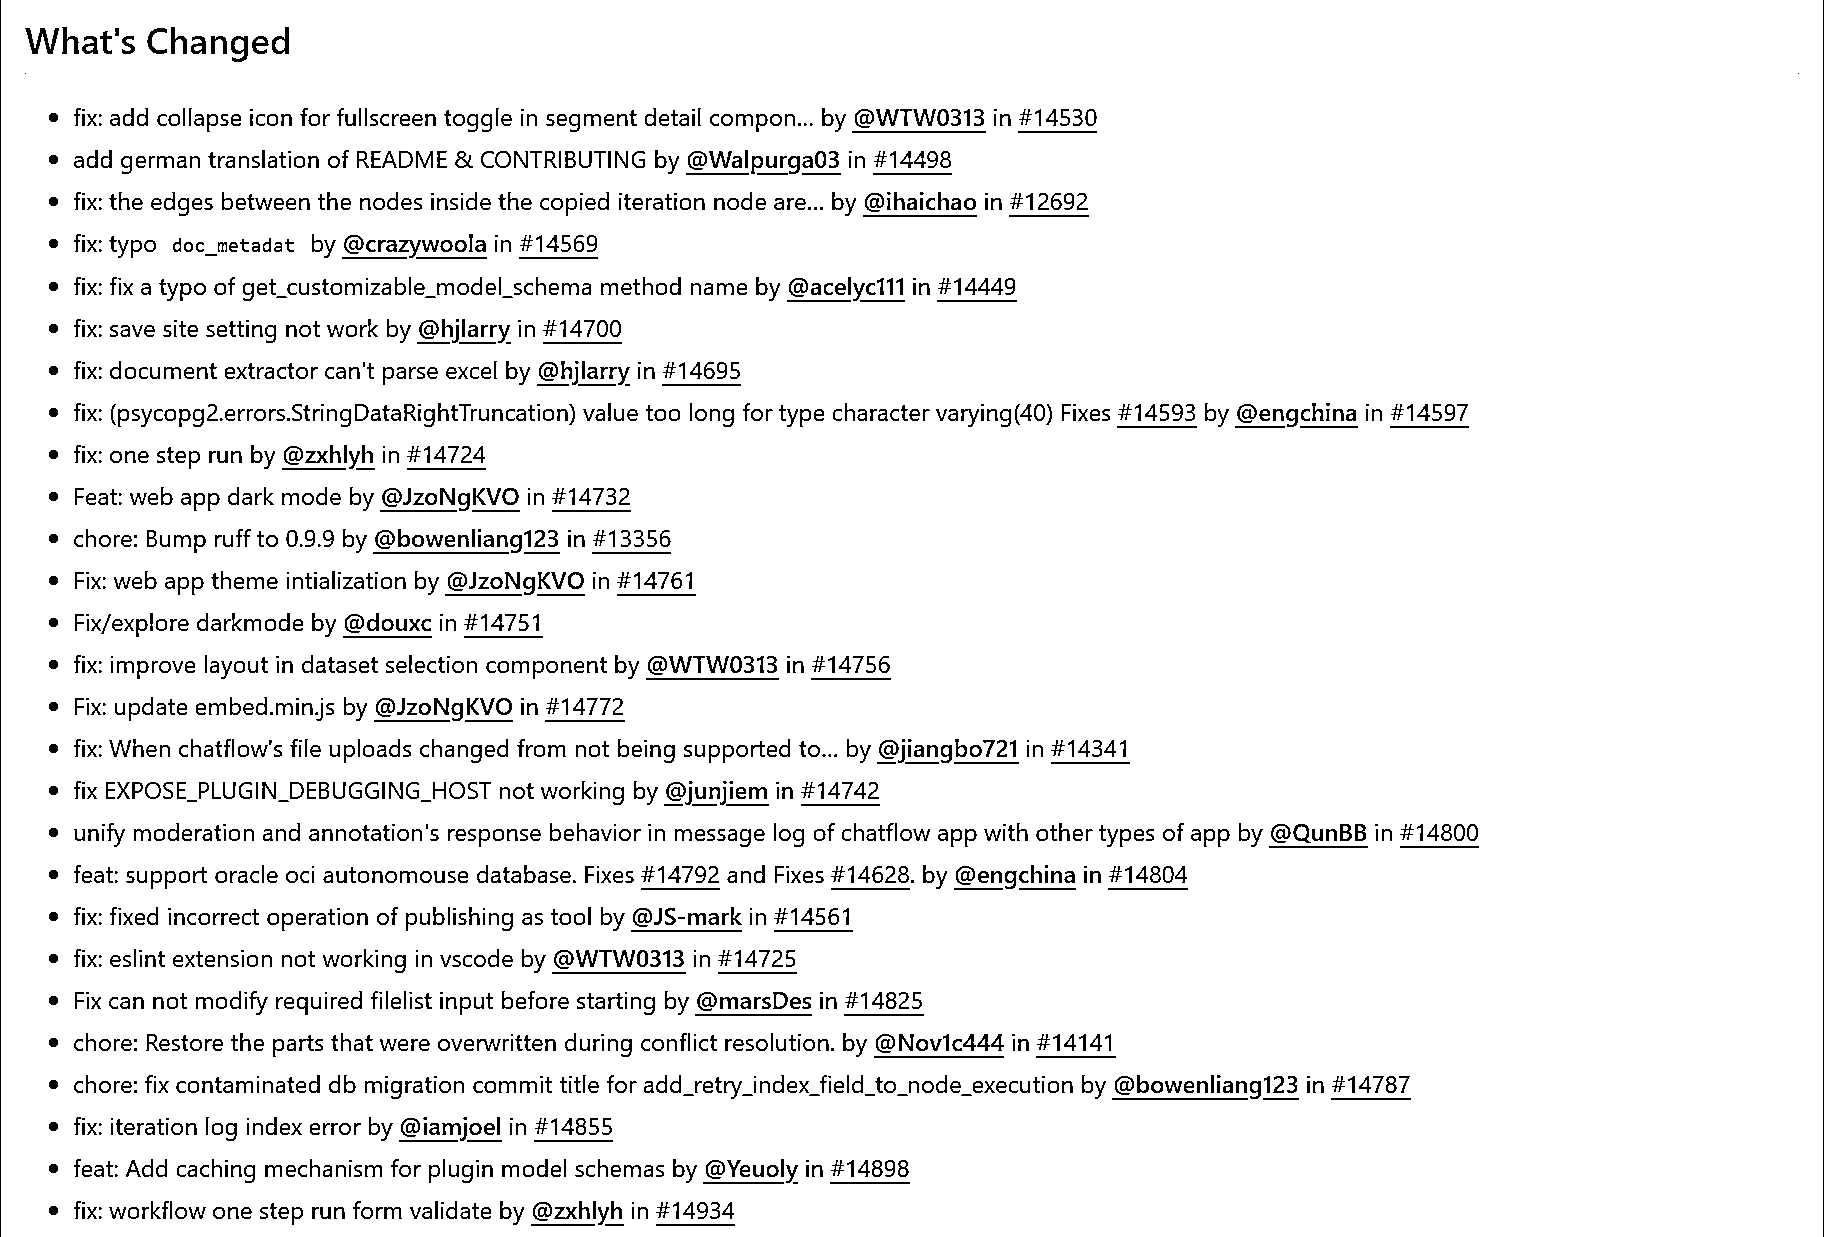 What's Changed
• fix: add collapse icon for fullscreen toggle in segment detail compon... by @WTW0313 in #14530
• add german translation of README & CONTRIBUTING by @Walpurga03 in #14498
• fix: the edges between the nodes inside the copied iteration node are... by @ihaichao in #12692
• fix: typo doc_metadat by @crazywoola in #14569
• fix: fix a typo of get_customizable_model_schema method name by @acelyc111 in #14449
• fix: save site setting not work by @hjlarry in #14700
• fix: document extractor can't parse excel by @hjlarry in #14695
• fix: (psycopg2.errors.StringDataRightTruncation) value too long for type character varying(40) Fixes #14593 by @engchina in #14597
• fix: one step run by @zxhlyh in #14724
• Feat: web app dark mode by @JzoNgKVO in #14732
• chore: Bump ruff to 0.9.9 by @bowenliang123 in #13356
• Fix: web app theme intialization by @JzoNgKVO in #14761
• Fix/explore darkmode by @douxc in #14751
• fix: improve layout in dataset selection component by @WTW0313 in #14756
• Fix: update embed.min.js by @JzoNgKVO in #14772
• fix: When chatflow's file uploads changed from not being supported to... by @jiangbo721 in #14341
• fix EXPOSE_PLUGIN_DEBUGGING_HOST not working by @junjiem in #14742
• unify moderation and annotation's response behavior in message log of chatflow app with other types of app by @QunBB in #14800
• feat: support oracle oci autonomouse database. Fixes #14792 and Fixes #14628. by @engchina in #14804
• fix: fixed incorrect operation of publishing as tool by @JS-mark in #14561
• fix: eslint extension not working in vscode by @WTW0313 in #14725
• Fix can not modify required filelist input before starting by @marsDes in #14825
• chore: Restore the parts that were overwritten during conflict resolution. by @Nov1c444 in #14141
• chore: fix contaminated db migration commit title for add_retry_index_field_to_node_execution by @bowenliang123 in #14787
• fix: iteration log index error by @iamjoel in #14855
• feat: Add caching mechanism for plugin model schemas by @Yeuoly in #14898
• fix: workflow one step run form validate by @zxhlyh in #14934